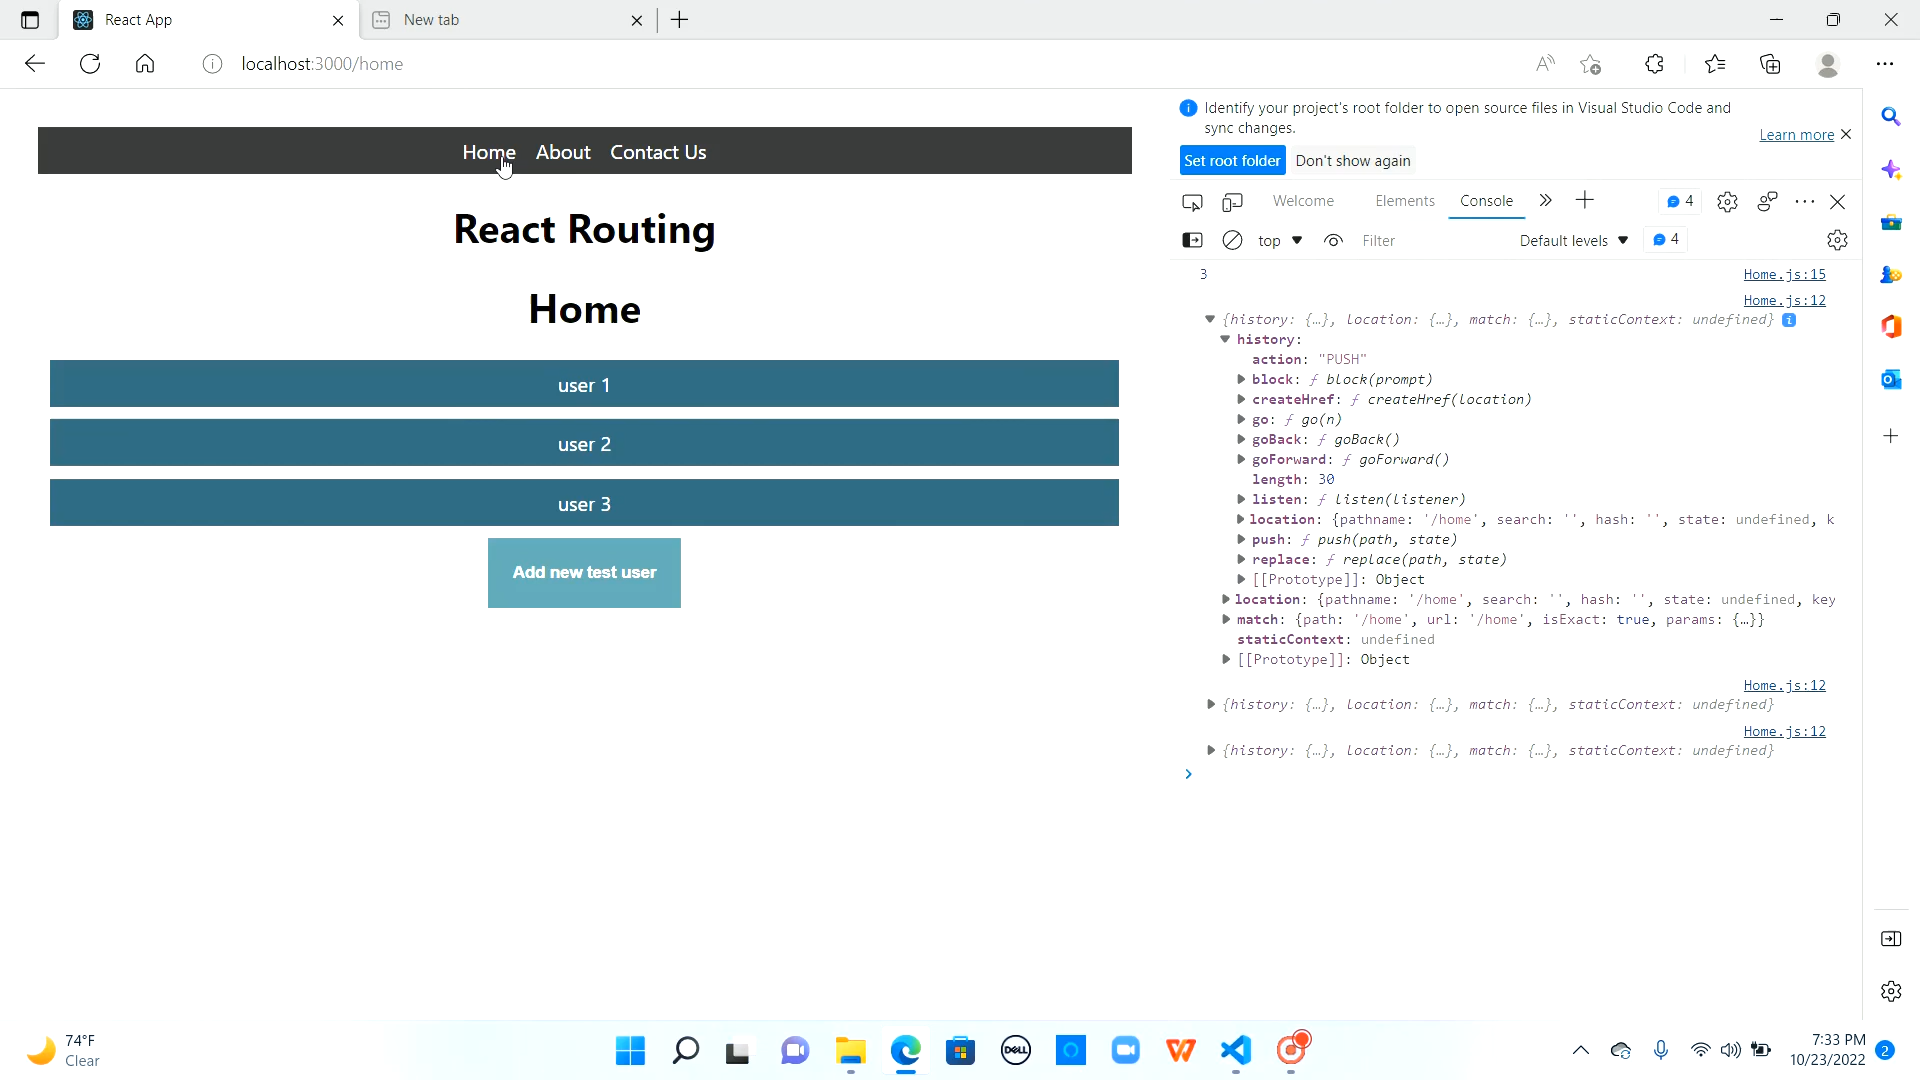 React App
New tab
localhost:3000/home
Identify your project's root folder to open source files in Visual Studio Code and
sync changes.
Learn more
Set root folder Don't show again
Home About Contact Us
React Routing
Home
user 1
user 2
user 3
Add new test user
Welcome Elements Console 4
top Filter Default levels 4
3 Home.js:15
Home.js:12
{history: {…}, location: {…}, match: {…}, staticContext: undefined}
history:
action: "PUSH"
block: ƒ block(prompt)
createHref: ƒ createHref(location)
go: ƒ go(n)
goBack: ƒ goBack()
goForward: ƒ goForward()
length: 30
listen: ƒ listen(listener)
location: {pathname: '/home', search: '', hash: '', state: undefined, k
push: ƒ push(path, state)
replace: ƒ replace(path, state)
[[Prototype]]: Object
location: {pathname: '/home', search: '', hash: '', state: undefined, key
match: {path: '/home', url: '/home', isExact: true, params: {…}}
staticContext: undefined
[[Prototype]]: Object
Home.js:12
{history: {…}, location: {…}, match: {…}, staticContext: undefined}
Home.js:12
{history: {…}, location: {…}, match: {…}, staticContext: undefined}
74°F
Clear
DELL
7:33 PM
10/23/2022
2